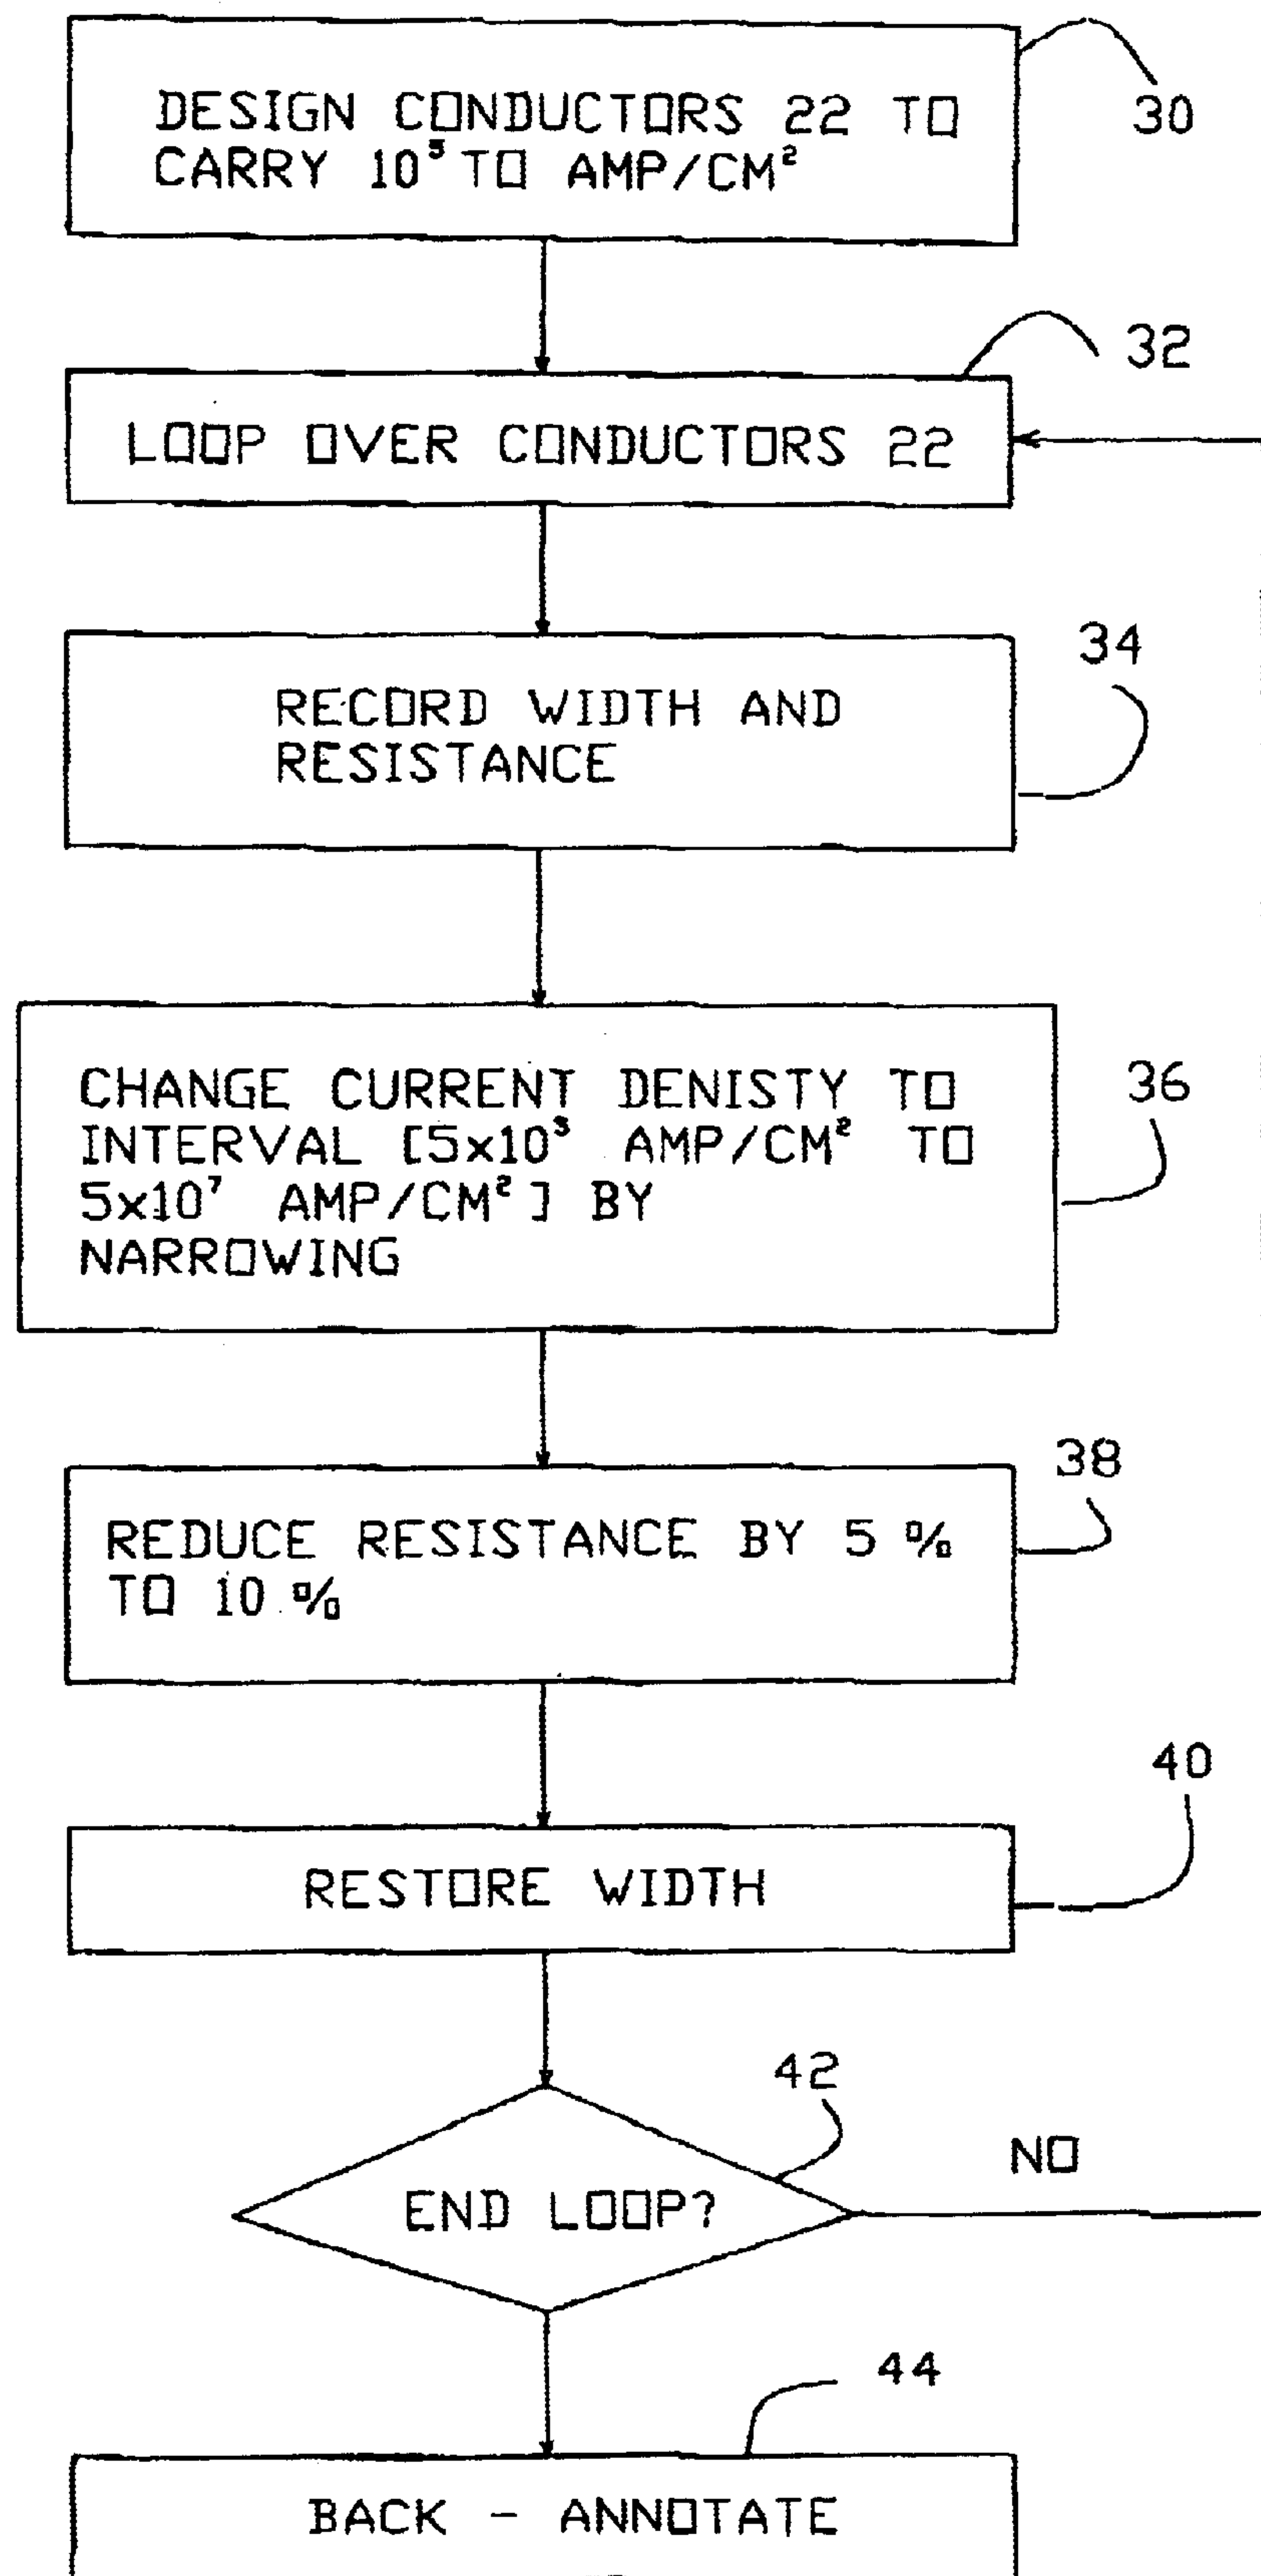 DESIGN CONDUCTORS 22 TO
CARRY 10⁵ TO AMP/CM²
30
LOOP OVER CONDUCTORS 22
32
RECORD WIDTH AND
RESISTANCE
34
CHANGE CURRENT DENISTY TO
INTERVAL [5x10³ AMP/CM² TO
5x10⁷ AMP/CM²] BY
NARROWING
36
REDUCE RESISTANCE BY 5 %
TO 10 %
38
RESTORE WIDTH
40
END LOOP?
42
NO
BACK - ANNOTATE
44